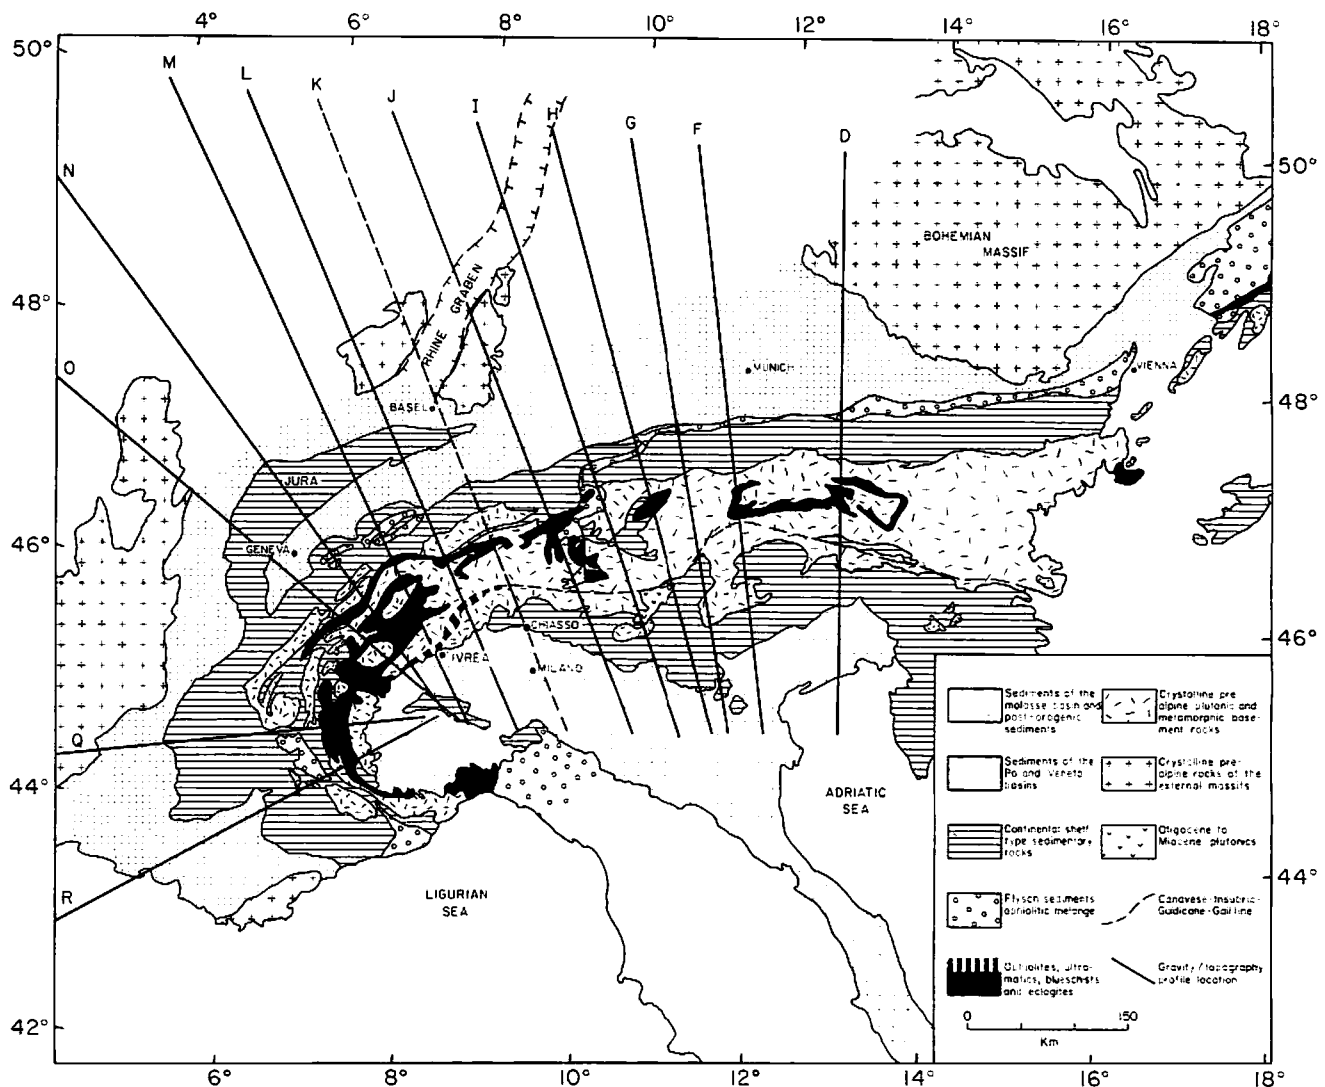 4° 6° 8° 10° 12° 14° 16° 18°
50°
M L K J I H G F D
50°
N
BOHEMIAN
MASSIF
RHINE GRABEN
48°
O
MUNICH
VIENNA
BASEL
48°
JURA
46°
GENEVA
CHIASSO
IVREA
MILANO
46°
Q
44°
ADRIATIC
SEA
R
LIGURIAN
SEA
44°
Sediments of the
molasse basin and
post-orogenic
sediments
Crystalline pre
alpine plutonic and
metamorphic base-
ment rocks
Sediments of the
Po and Veneto
basins
Crystalline pre-
alpine rocks of the
external massifs
Continental shelf
type sedimentary
rocks
Oligocene to
Miocene plutonics
Flysch sediments
ophiolitic melange
Canavese-Insubric-
Guidicarie-Gail line
Ophiolites, ultra-
mafics, blueschists
and eclogites
Gravity/topography
profile location
0 150
Km
42°
6° 8° 10° 12° 14° 16° 18°